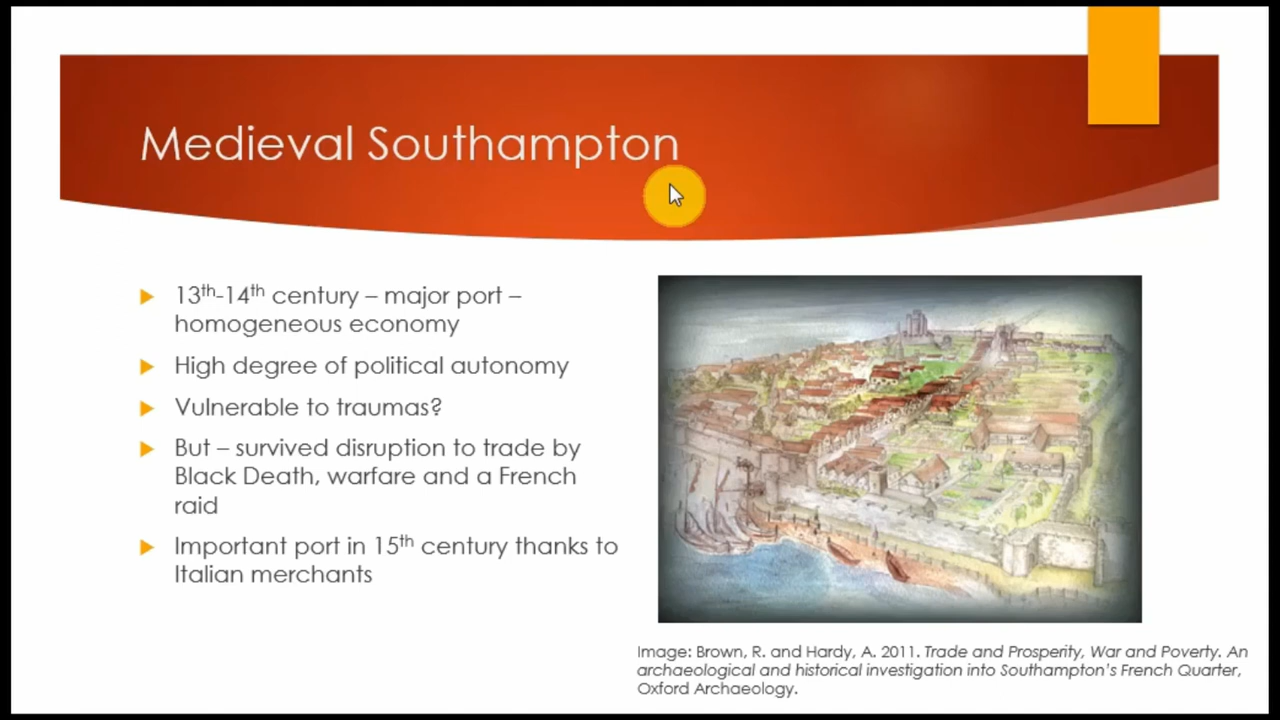 Medieval Southampton
13th-14th century – major port –
homogeneous economy
High degree of political autonomy
Vulnerable to traumas?
But – survived disruption to trade by
Black Death, warfare and a French
raid
Important port in 15th century thanks to
Italian merchants
Image: Brown, R. and Hardy, A. 2011. Trade and Prosperity, War and Poverty. An
archaeological and historical investigation into Southampton's French Quarter,
Oxford Archaeology.